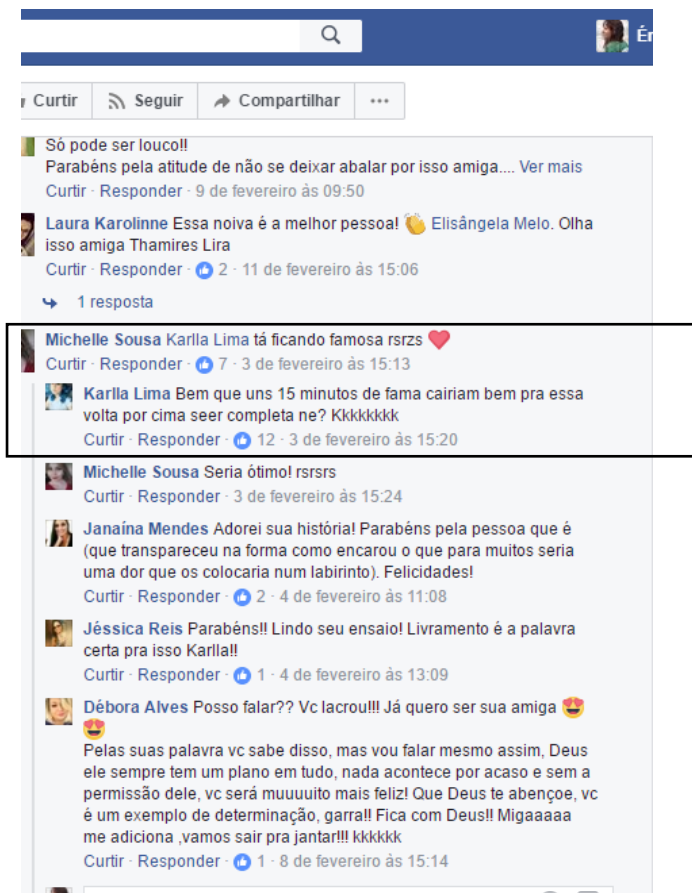 Ér
Curtir Seguir Compartilhar ...
Só pode ser louco!!
Parabéns pela atitude de não se deixar abalar por isso amiga.... Ver mais
Curtir · Responder · 9 de fevereiro às 09:50
Laura Karolinne Essa noiva é a melhor pessoa! 👏 Elisângela Melo. Olha
isso amiga Thamires Lira
Curtir · Responder · 2 · 11 de fevereiro às 15:06
1 resposta
Michelle Sousa Karlla Lima tá ficando famosa rsrzs ❤
Curtir · Responder · 7 · 3 de fevereiro às 15:13
Karlla Lima Bem que uns 15 minutos de fama cairiam bem pra essa
volta por cima seer completa ne? Kkkkkkkk
Curtir · Responder · 12 · 3 de fevereiro às 15:20
Michelle Sousa Seria ótimo! rsrsrs
Curtir · Responder · 3 de fevereiro às 15:24
Janaína Mendes Adorei sua história! Parabéns pela pessoa que é
(que transpareceu na forma como encarou o que para muitos seria
uma dor que os colocaria num labirinto). Felicidades!
Curtir · Responder · 2 · 4 de fevereiro às 11:08
Jéssica Reis Parabéns!! Lindo seu ensaio! Livramento é a palavra
certa pra isso Karlla!!
Curtir · Responder · 1 · 4 de fevereiro às 13:09
Débora Alves Posso falar?? Vc lacrou!!! Já quero ser sua amiga 😍
😍
Pelas suas palavra vc sabe disso, mas vou falar mesmo assim, Deus
ele sempre tem um plano em tudo, nada acontece por acaso e sem a
permissão dele, vc será muuuuito mais feliz! Que Deus te abençoe, vc
é um exemplo de determinação, garra!! Fica com Deus!! Migaaaaa
me adiciona ,vamos sair pra jantar!!! kkkkkk
Curtir · Responder · 1 · 8 de fevereiro às 15:14